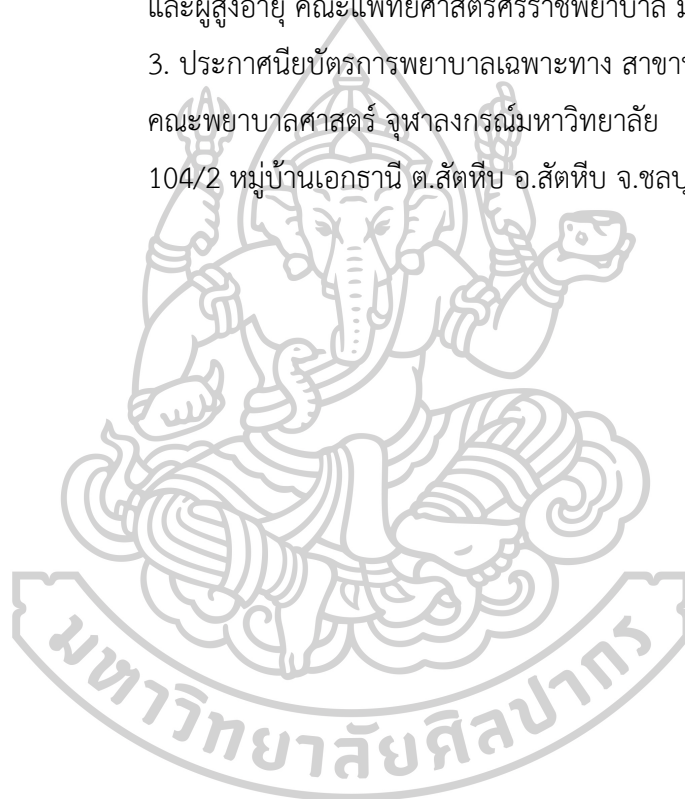 และผู้สูงอายุ คณะแพทยศาสตร์ศิริราชพยาบาล
3. ประกาศนียบัตรการพยาบาลเฉพาะทาง
คณะพยาบาลศาสตร์ จุฬาลงกรณ์มหาวิทยาลัย
104/2 หมู่บ้านเอกธานี ต.สัตหีบ อ.สัตหีบ
มหาวิทยาลัยศิลปากร